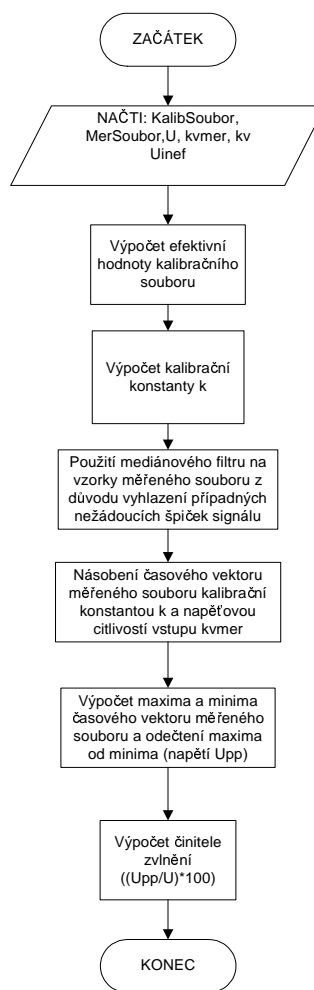 ZAČÁTEK
NAČTI: KalibSoubor,
MerSoubor,U, kvmer, kv
Uinef
Výpočet efektivní
hodnoty kalibračního
souboru
Výpočet kalibrační
konstanty k
Použití mediánového filtru na
vzorky měřeného souboru z
důvodu vyhlazení případných
nežádoucích špiček signálu
Násobení časového vektoru
měřeného souboru kalibrační
konstantou k a napěťovou
citlivostí vstupu kvmer
Výpočet maxima a minima
časového vektoru měřeného
souboru a odečtení maxima
od minima (napětí Upp)
Výpočet činitele
zvlnění
((Upp/U)*100)
KONEC